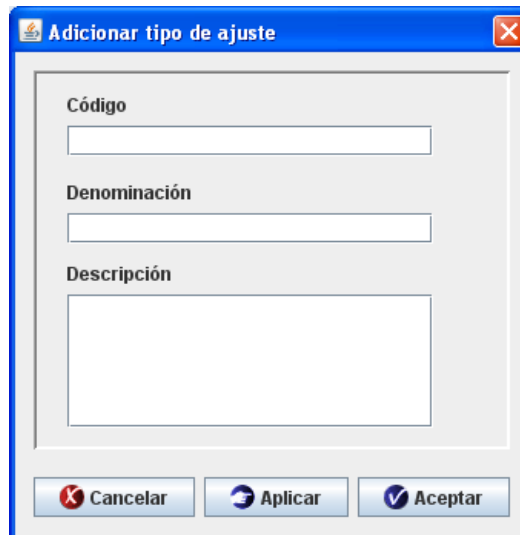 Adicionar tipo de ajuste
Código
Denominación
Descripción
Cancelar Aplicar Aceptar